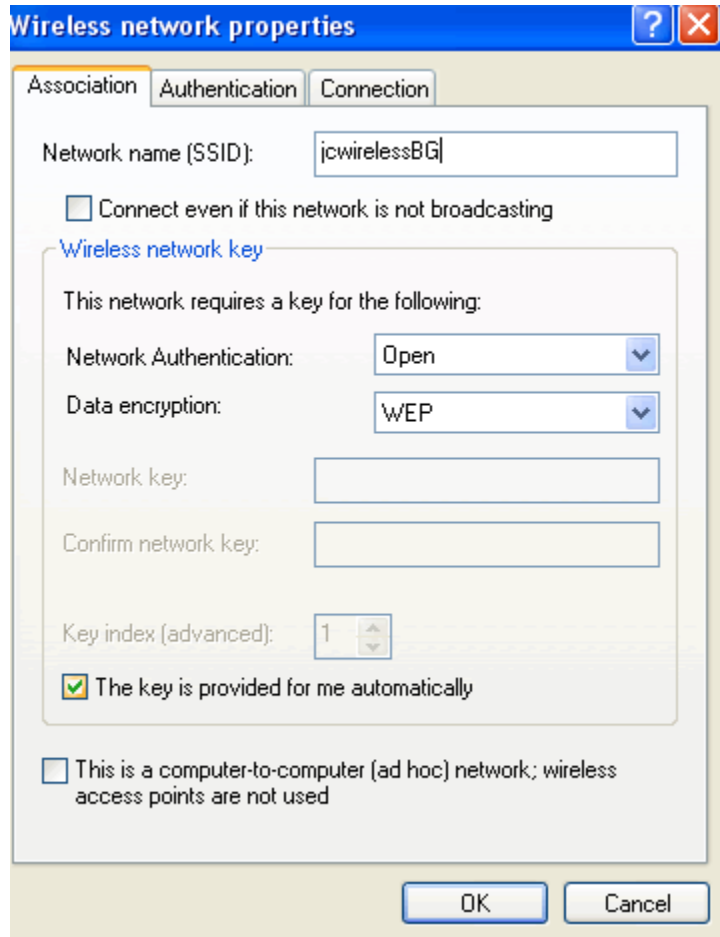 Wireless network properties
Association
Authentication
Connection
Network name (SSID):
jcwirelessBG
Connect even if this network is not broadcasting
Wireless network key
This network requires a key for the following:
Network Authentication:
Open
Data encryption:
WEP
Network key:
Confirm network key:
Key index (advanced):
1
The key is provided for me automatically
This is a computer-to-computer (ad hoc) network; wireless
access points are not used
OK
Cancel